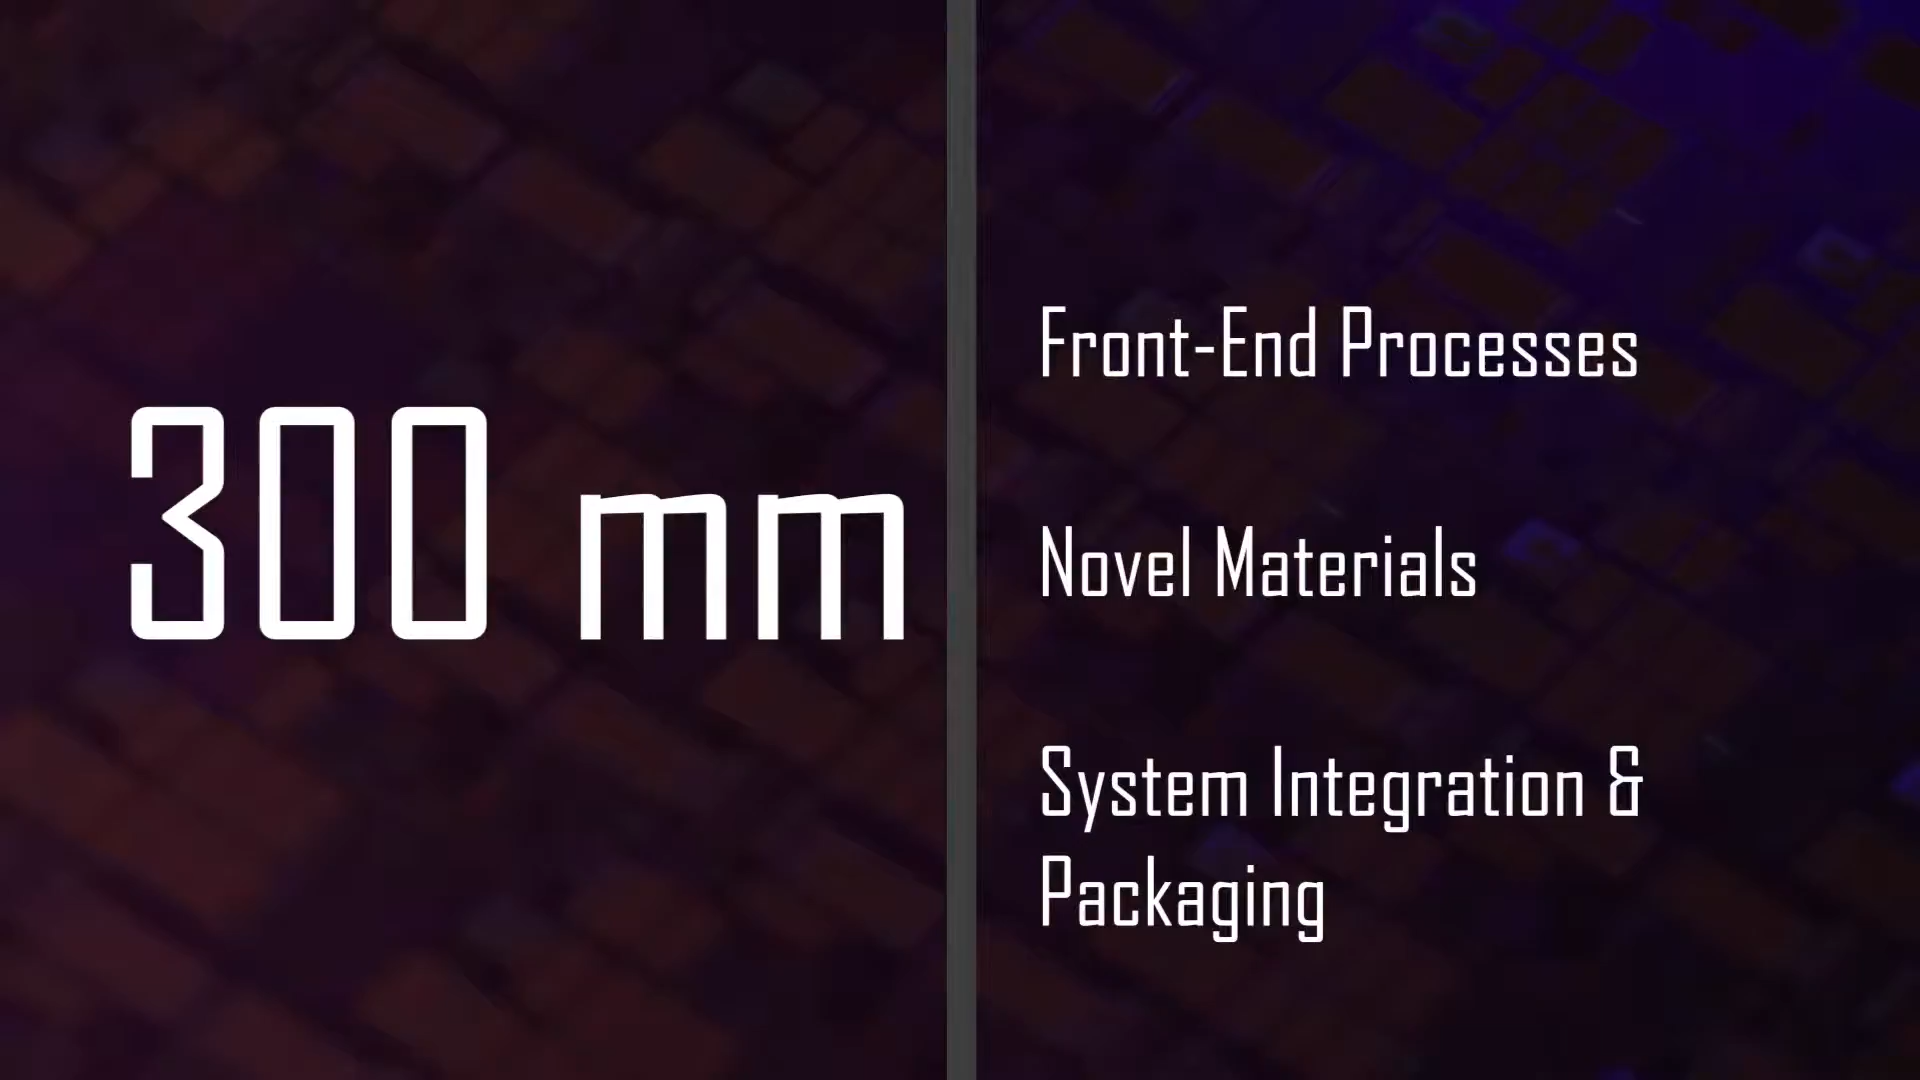 300 mm
Front-End Processes
Novel Materials
System Integration &
Packaging